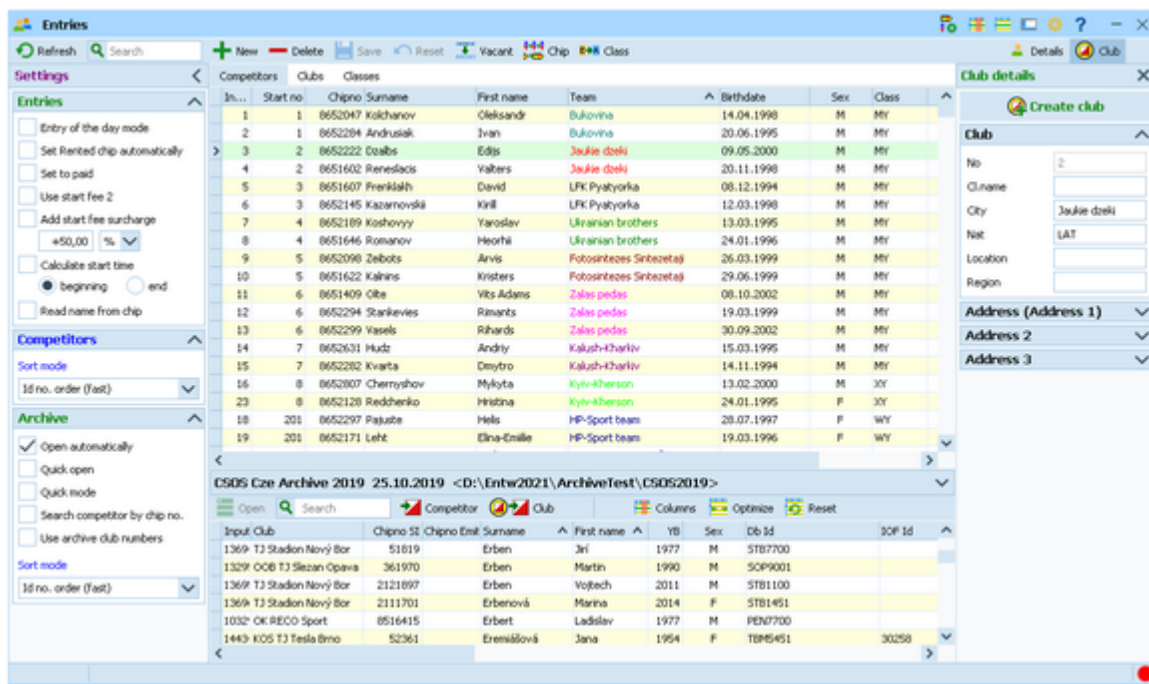 Entries
Refresh Search New Delete Save Reset Vacant Chip Class Details Club
Settings
Entries
Entry of the day mode
Set Rented chip automatically
Set to paid
Use start fee 2
Add start fee surcharge
+50,00 %
Calculate start time
beginning end
Read name from chip
Competitors
Sort mode
Id no. order (fast)
Archive
Open automatically
Quick open
Quick mode
Search competitor by chip no.
Use archive club numbers
Sort mode
Id no. order (fast)
Competitors Clubs Classes
In... Start no Chipno Surname First name Team Birthdate Sex Class
1 1 8652047 Kolchanov Oleksandr Bukovina 14.04.1998 M MY
2 1 8652284 Andrusiak Ivan Bukovina 20.06.1995 M MY
3 2 8652222 Dzalbs Edijs Jaukie dzeki 09.05.2000 M MY
4 2 8651602 Reneslacis Valters Jaukie dzeki 20.11.1998 M MY
5 3 8651607 Frenklakh David LFK Pyatyorka 08.12.1994 M MY
6 3 8652145 Kazarnovskii Kirill LFK Pyatyorka 12.03.1998 M MY
7 4 8652189 Koshovyy Yaroslav Ukrainian brothers 13.03.1995 M MY
8 4 8651646 Romanov Heorhii Ukrainian brothers 24.01.1996 M MY
9 5 8652098 Zeibots Arvis Fotosintezes Sintezetaji 26.03.1999 M MY
10 5 8651622 Kalnins Kristers Fotosintezes Sintezetaji 29.06.1999 M MY
11 6 8651409 Olte Vits Adams Zalas pedas 08.10.2002 M MY
12 6 8652294 Stankevies Rimants Zalas pedas 19.03.1999 M MY
13 6 8652299 Vasels Rihards Zalas pedas 30.09.2002 M MY
14 7 8652631 Hudz Andriy Kalush-Kharkiv 15.03.1995 M MY
15 7 8652282 Kvarta Dmytro Kalush-Kharkiv 14.11.1994 M MY
16 8 8652807 Chernyshov Mykyta Kyiv-Kherson 13.02.2000 M XY
23 8 8652128 Redchenko Hristina Kyiv-Kherson 24.01.1995 F XY
18 201 8652297 Pajuste Helis HP-Sport team 28.07.1997 F WY
19 201 8652171 Leht Elina-Emilie HP-Sport team 19.03.1996 F WY
CSOS Cze Archive 2019 25.10.2019 <D:\Entw2021\ArchiveTest\CSOS2019>
Open Search Competitor Club Columns Optimize Reset
Input Club Chipno SI Chipno Emit Surname First name YB Sex Db Id IOF Id
1369 TJ Stadion Nový Bor 51819 Erben Jirí 1977 M STB7700
1329 OOB TJ Slezan Opava 361970 Erben Martin 1990 M SOP9001
1369 TJ Stadion Nový Bor 2121897 Erben Vojtech 2011 M STB1100
1369 TJ Stadion Nový Bor 2111701 Erbenová Marina 2014 F STB1451
1032 OK RECO Sport 8516415 Erbert Ladislav 1977 M PEN7700
1443 KOS TJ Tesla Brno 52361 Eremiášová Jana 1954 F TBM5451 30258
Club details
Create club
Club
No 2
Cl.name
City Jaukie dzeki
Nat LAT
Location
Region
Address (Address 1)
Address 2
Address 3